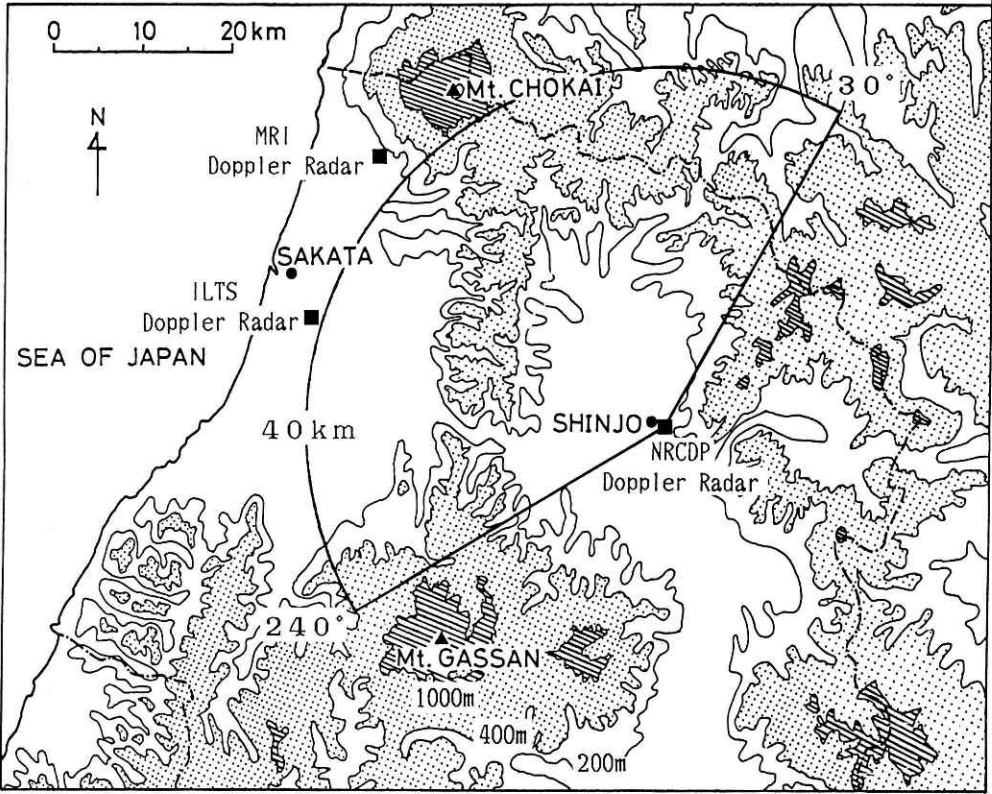 0 10 20km
Mt. CHOKAI
30°
N
MRI
Doppler Radar
SAKATA
ILTS
Doppler Radar
SEA OF JAPAN
SHINJO
40km
NRCDP
Doppler Radar
240°
Mt. GASSAN
1000m
400m
200m